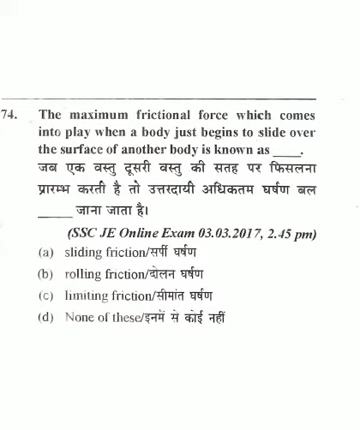 74. The maximum frictional force which comes
into play when a body just begins to slide over
the surface of another body is known as ____.
जब एक वस्तु दूसरी वस्तु की सतह पर फिसलना
प्रारम्भ करती है तो उत्तरदायी अधिकतम घर्षण बल
_____ जाना जाता है।
(SSC JE Online Exam 03.03.2017, 2.45 pm)
(a) sliding friction/सर्पी घर्षण
(b) rolling friction/दोलन घर्षण
(c) limiting friction/सीमांत घर्षण
(d) None of these/इनमें से कोई नहीं